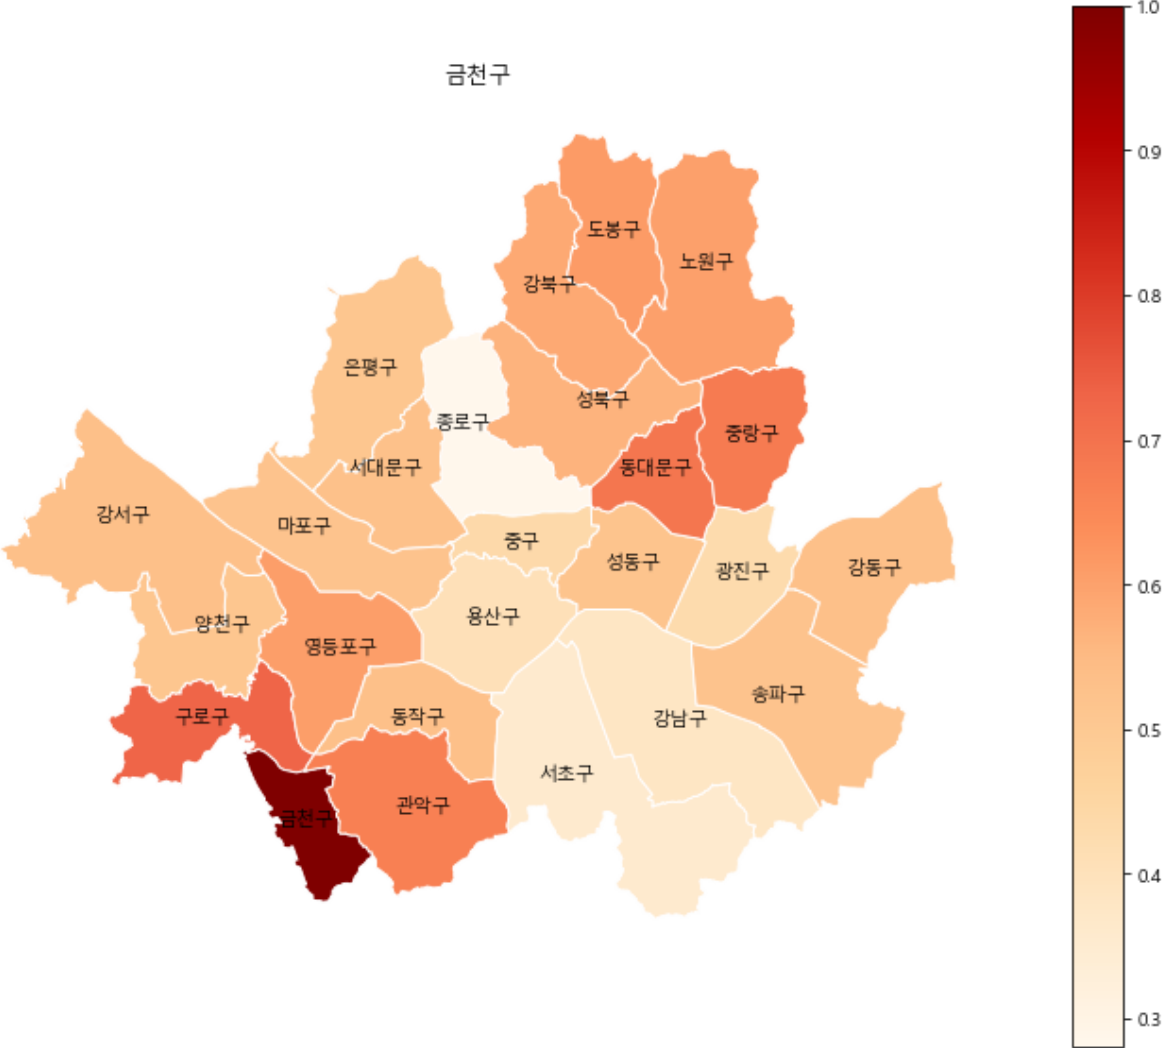 금천구
1.0
0.9
0.8
0.7
0.6
0.5
0.4
0.3
도봉구
노원구
강북구
은평구
성북구
종로구
중랑구
서대문구
동대문구
강서구
마포구
중구
성동구
광진구
강동구
양천구
용산구
영등포구
송파구
구로구
동작구
강남구
서초구
관악구
금천구